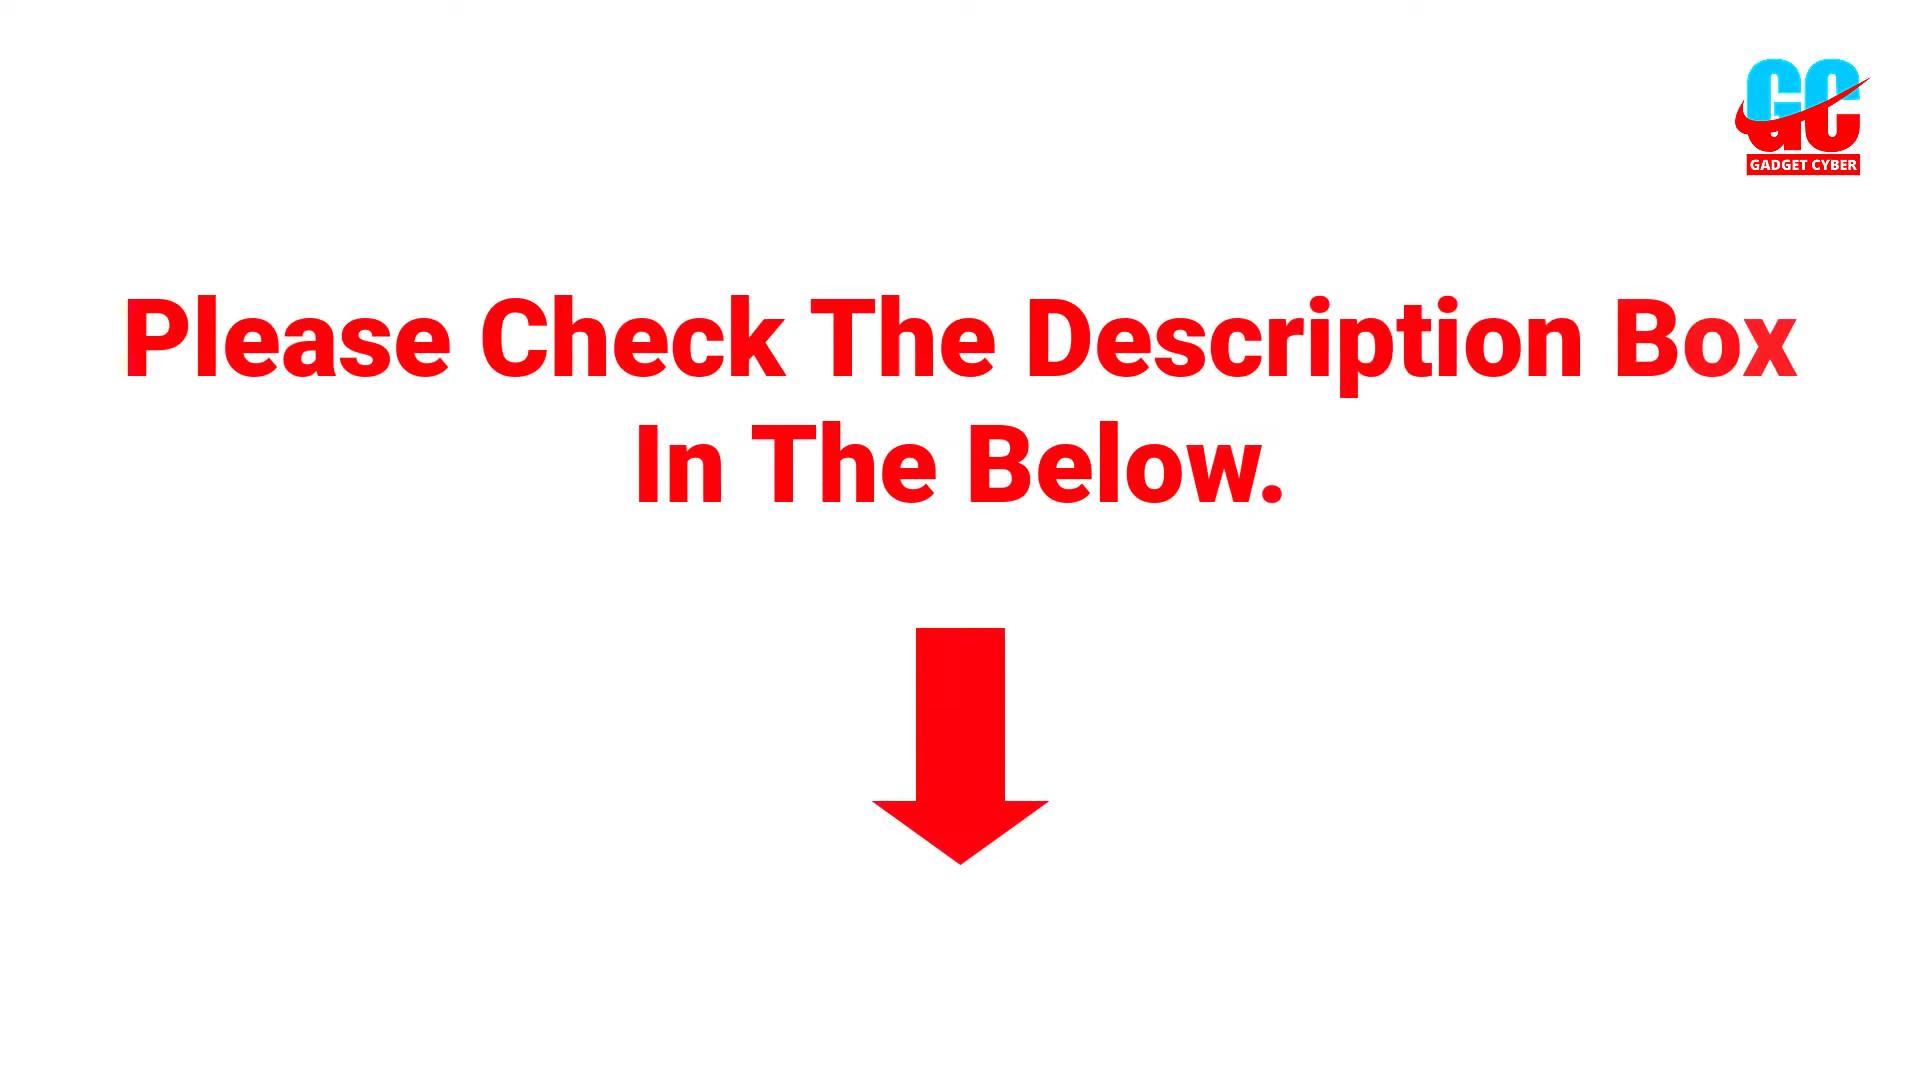 GC
GADGET CYBER
Please Check The Description Box
In The Below.